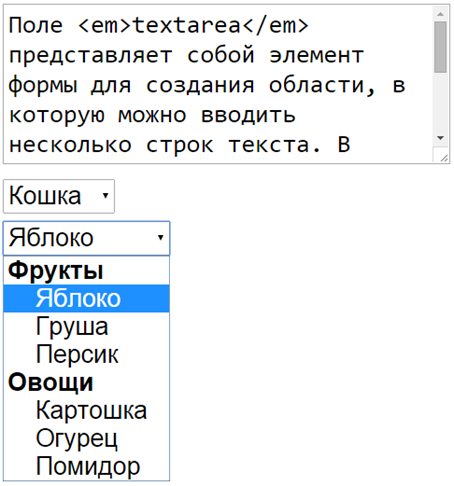 Поле <em>textarea</em>
представляет собой элемент
формы для создания области, в
которую можно вводить
несколько строк текста. В
Кошка
Яблоко
Фрукты
Яблоко
Груша
Персик
Овощи
Картошка
Огурец
Помидор